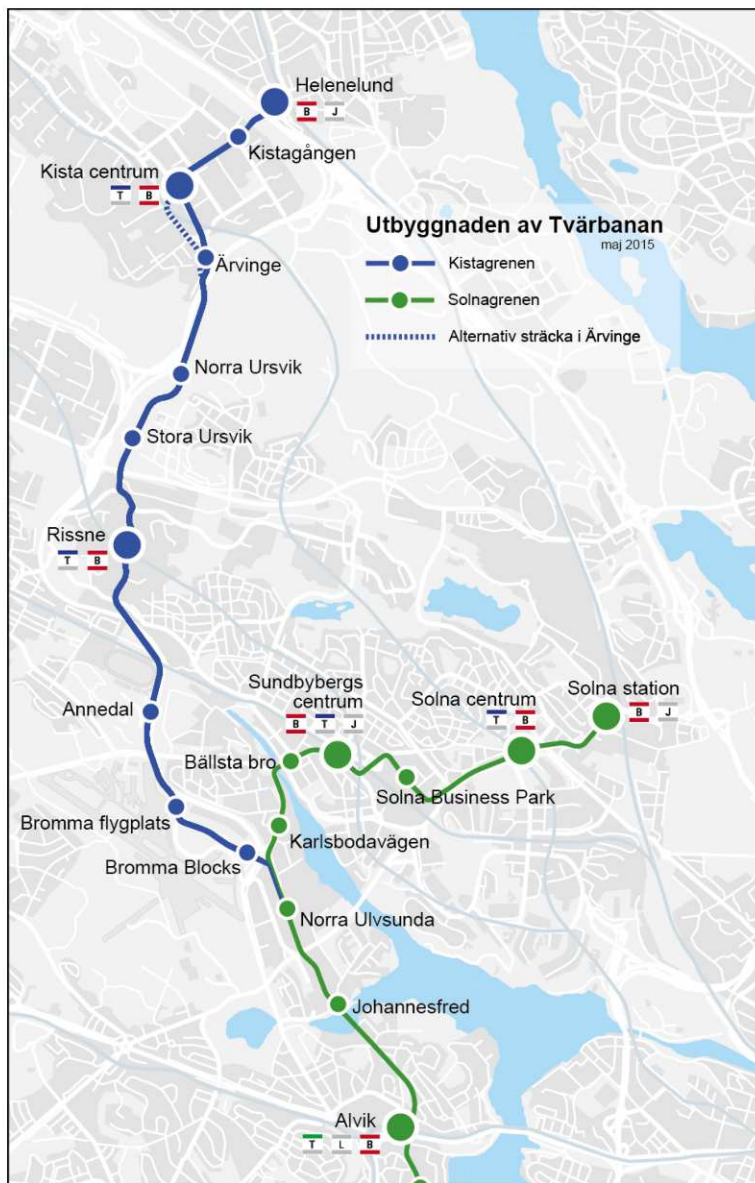 Helenelund
B J
Kistagången
Kista centrum
T B
Utbyggnaden av Tvärbanan
maj 2015
Kistagrenen
Solnagrenen
Alternativ sträcka i Ärvinge
Ärvinge
Norra Ursvik
Stora Ursvik
Rissne
T B
Sundbybergs
centrum
B T J
Solna centrum
T B
Solna station
B J
Annedal
Bällsta bro
Solna Business Park
Bromma flygplats
Karlsbodavägen
Bromma Blocks
Norra Ulvsunda
Johannesfred
Alvik
T L B